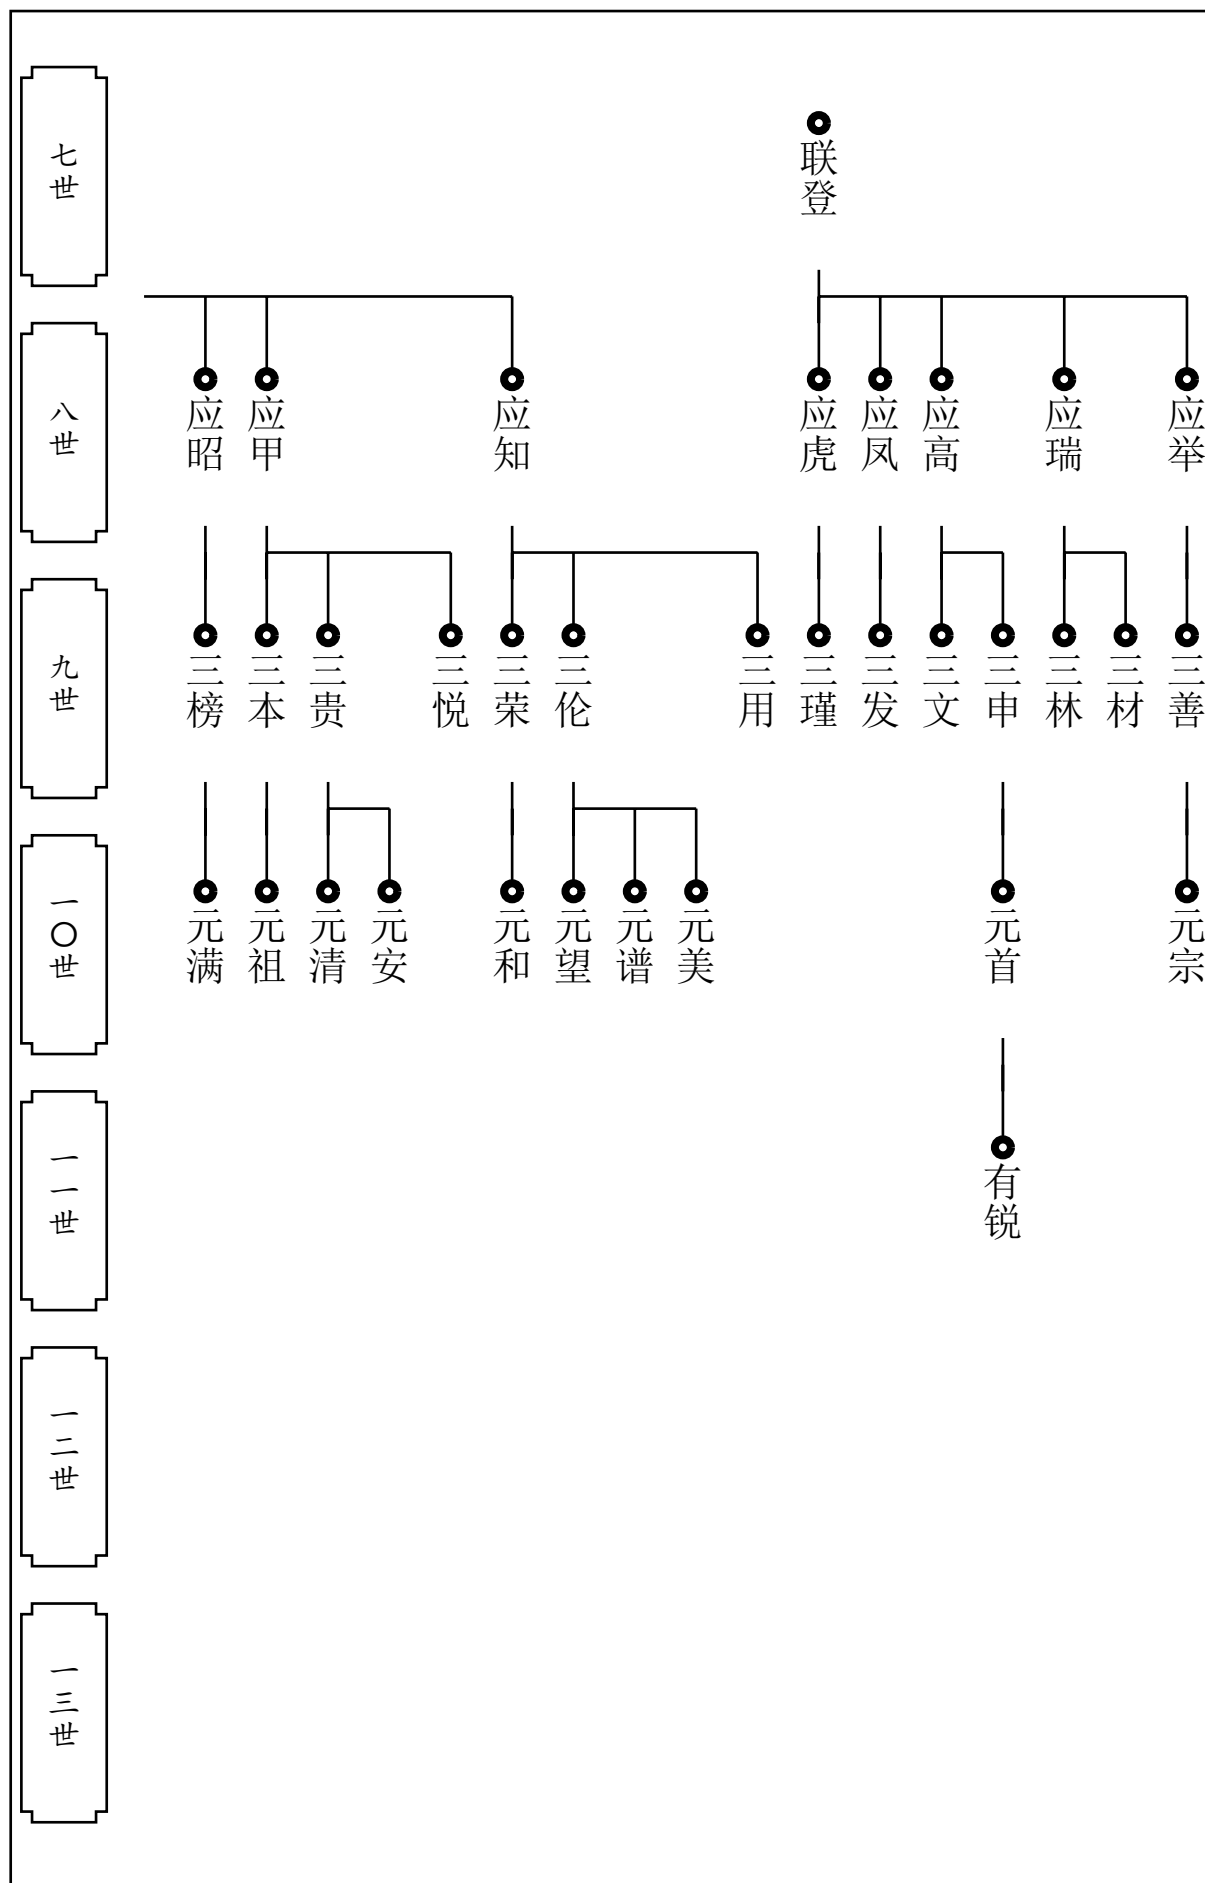 七世
八世
九世
一〇世
一一世
一二世
一三世
联登
应举
应瑞
应高
应凤
应虎
应知
应甲
应昭
三善
三材
三林
三申
三文
三发
三瑾
三用
三伦
三荣
三悦
三贵
三本
三榜
元宗
元首
元美
元谱
元望
元和
元安
元清
元祖
元满
有锐